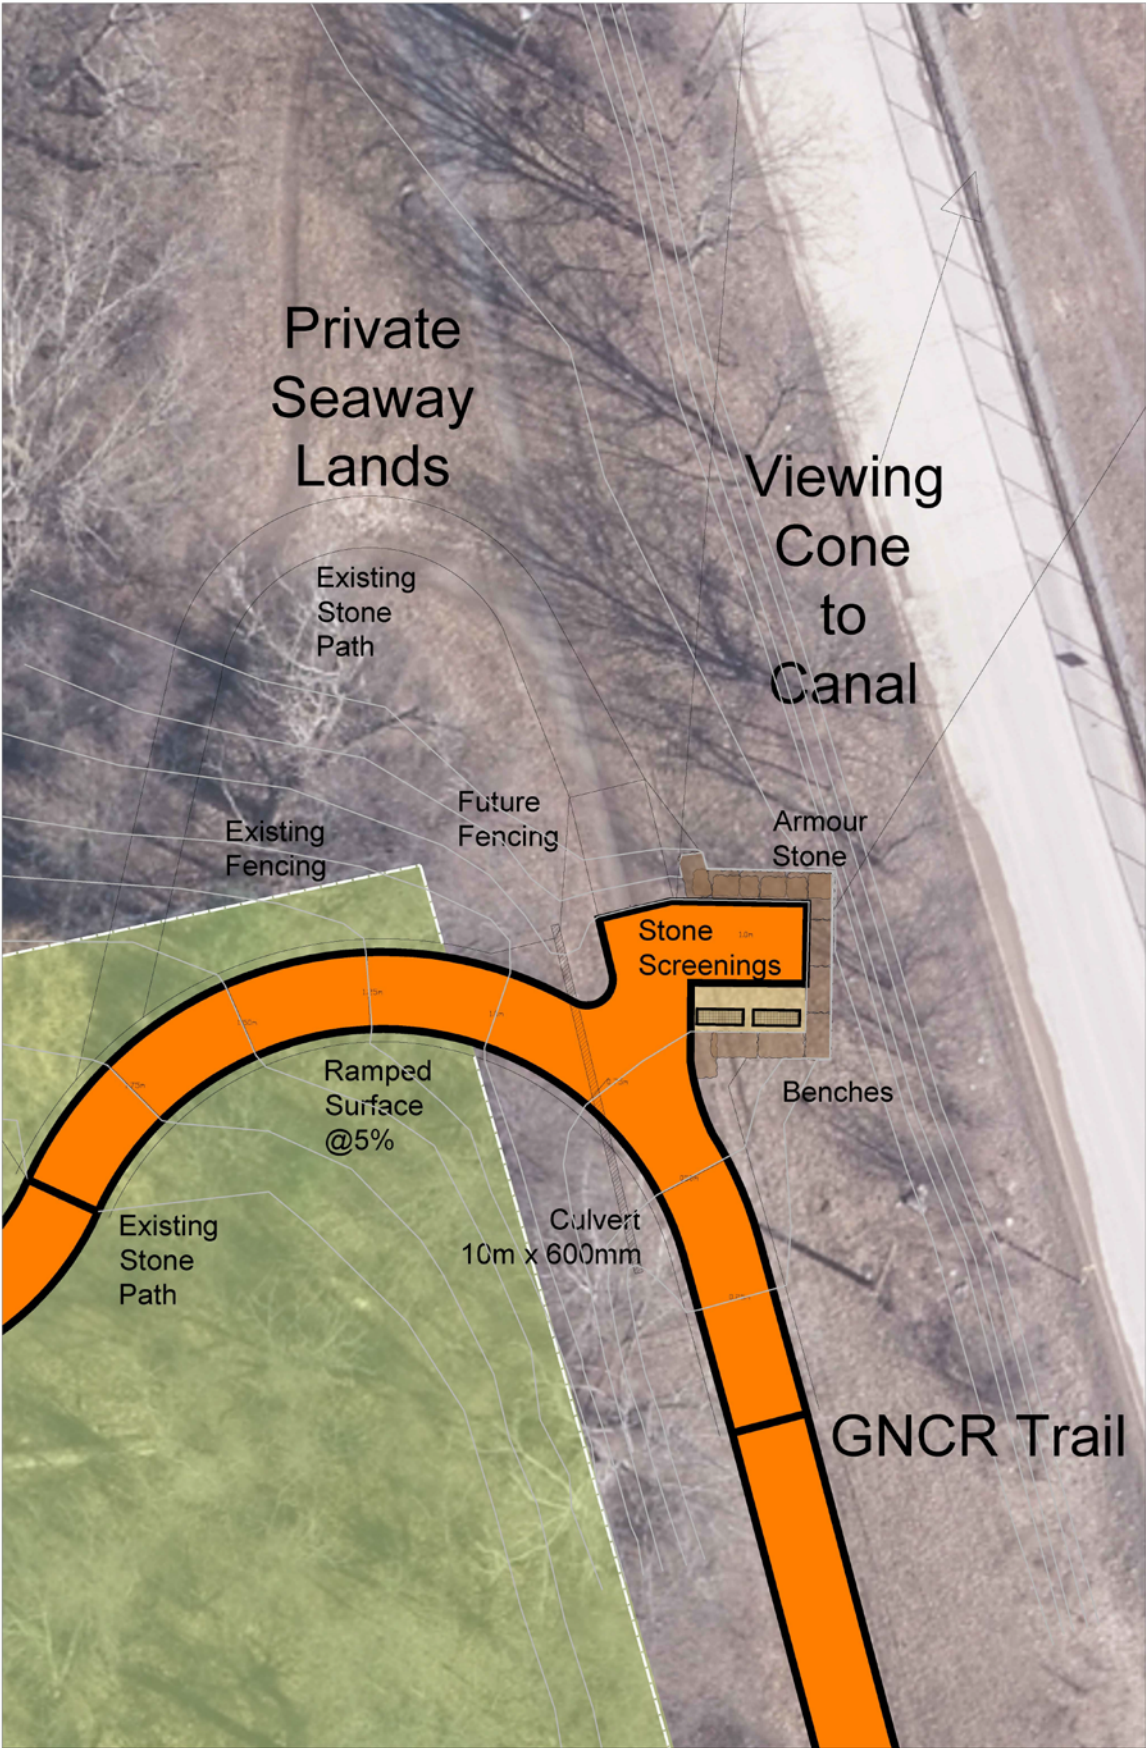 Private
Seaway
Lands
Viewing
Cone
to
Canal
Existing
Stone
Path
Future
Fencing
Existing
Fencing
Armour
Stone
Stone
Screenings
Ramped
Surface
@5%
Benches
Existing
Stone
Path
Culvert
10m x 600mm
GNCR Trail